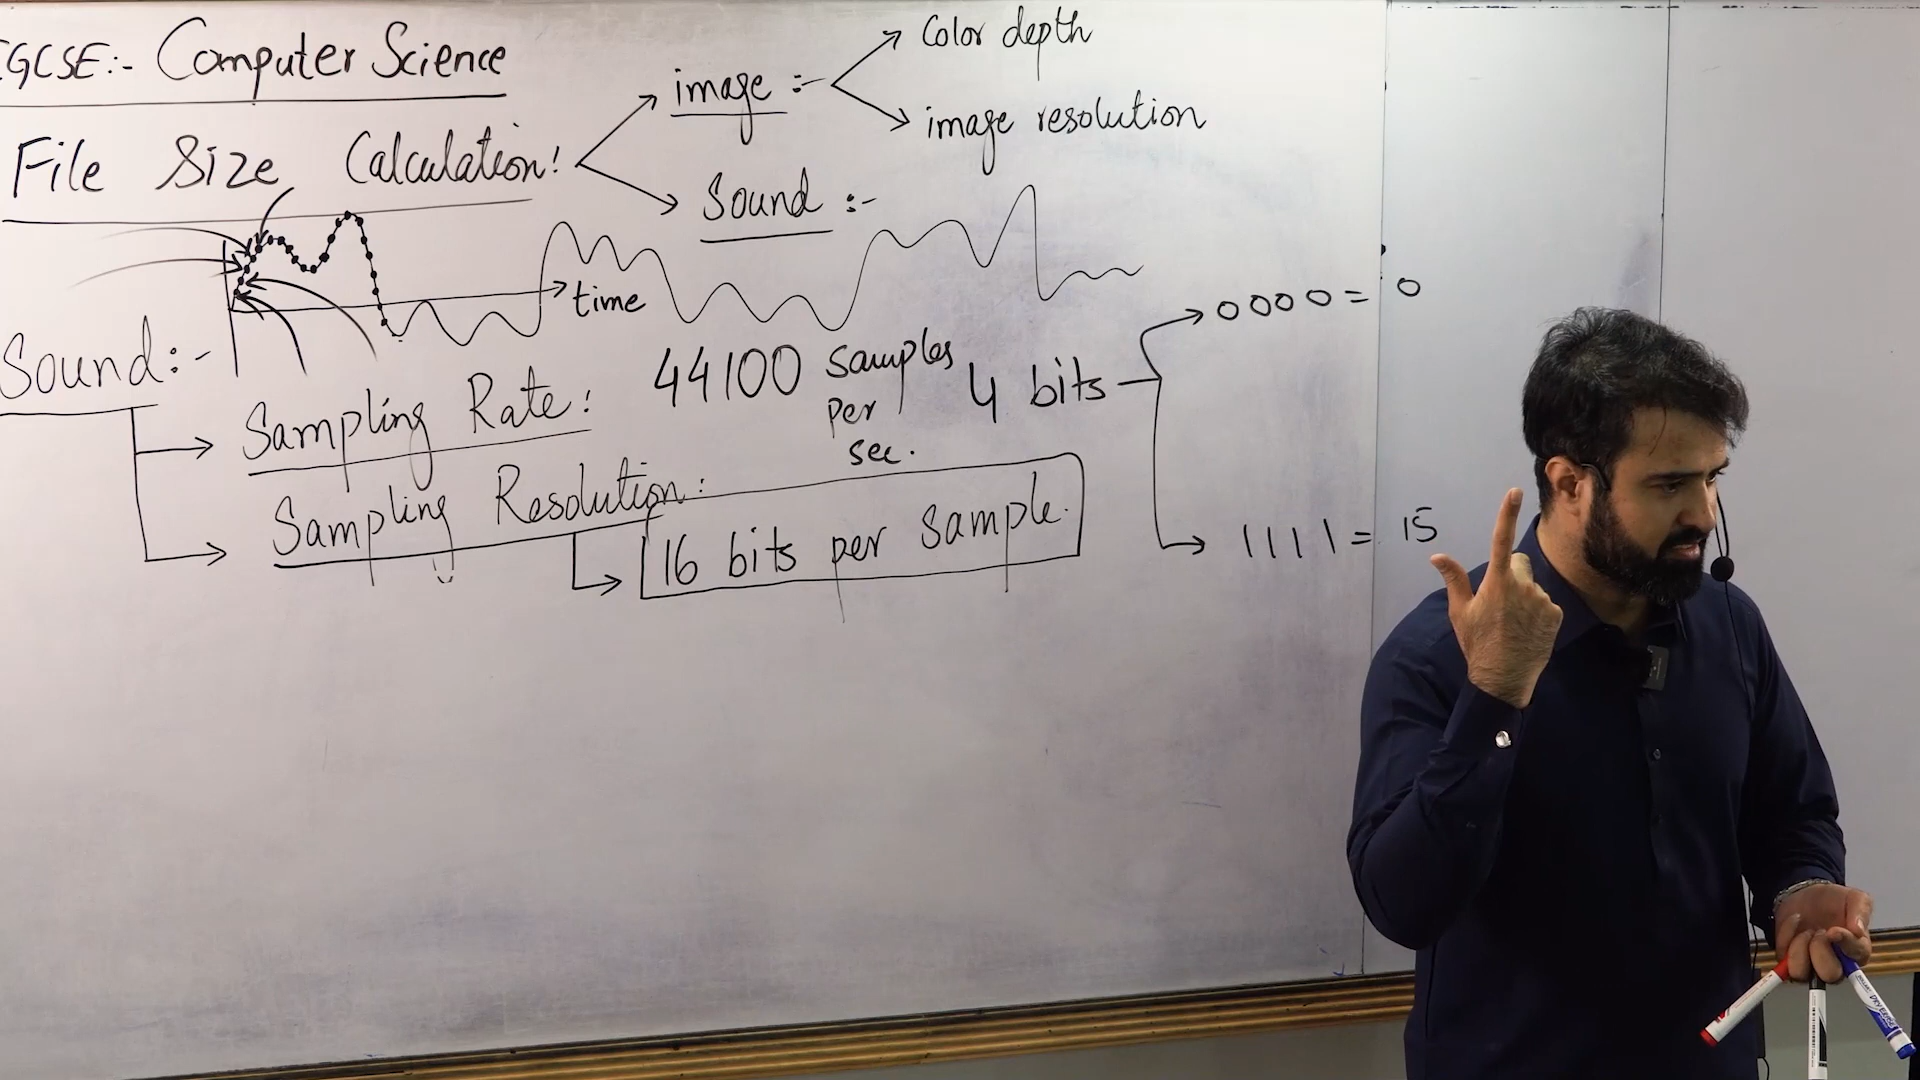 IGCSE:- Computer Science
File Size Calculation!
image :-
Color depth
image resolution
Sound :-
time
Sound:-
Sampling Rate:
44100 samples per sec.
Sampling Resolution:
16 bits per sample.
4 bits
0000 = 0
1111 = 15